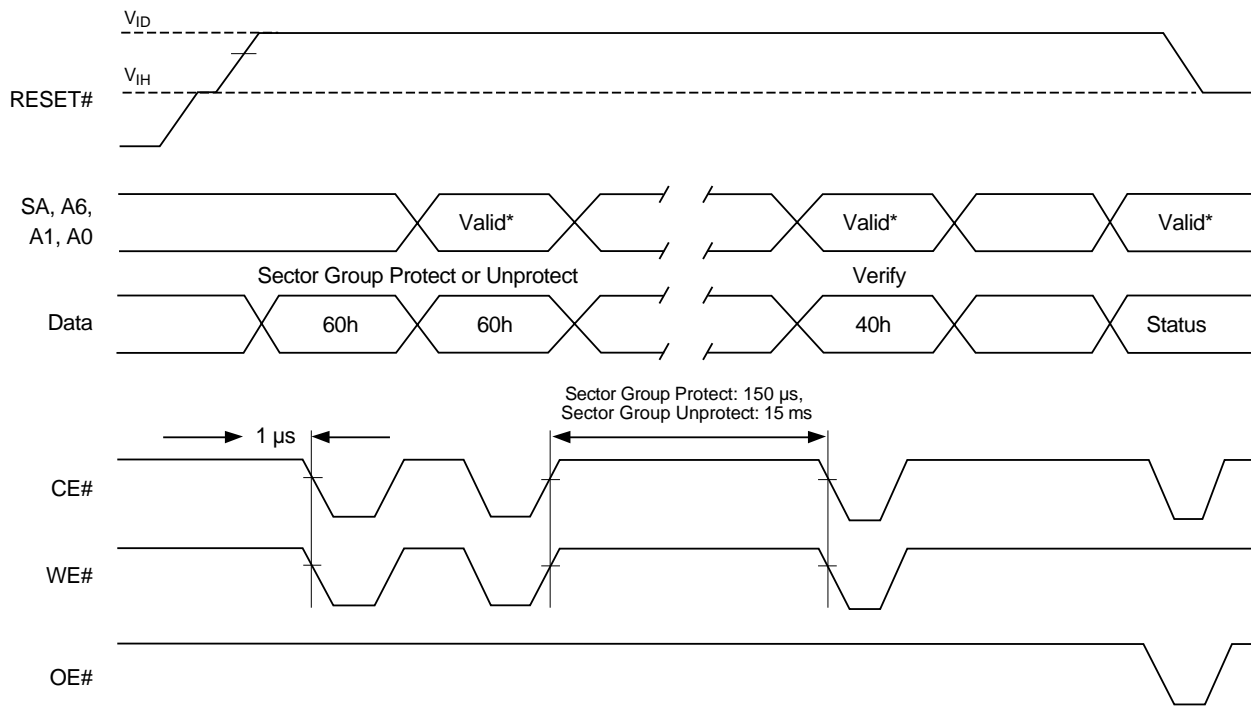 VID
VIH
RESET#
SA, A6,
A1, A0
Valid*
Valid*
Valid*
Sector Group Protect or Unprotect
Verify
Data
60h
60h
40h
Status
Sector Group Protect: 150 µs,
Sector Group Unprotect: 15 ms
1 µs
CE#
WE#
OE#